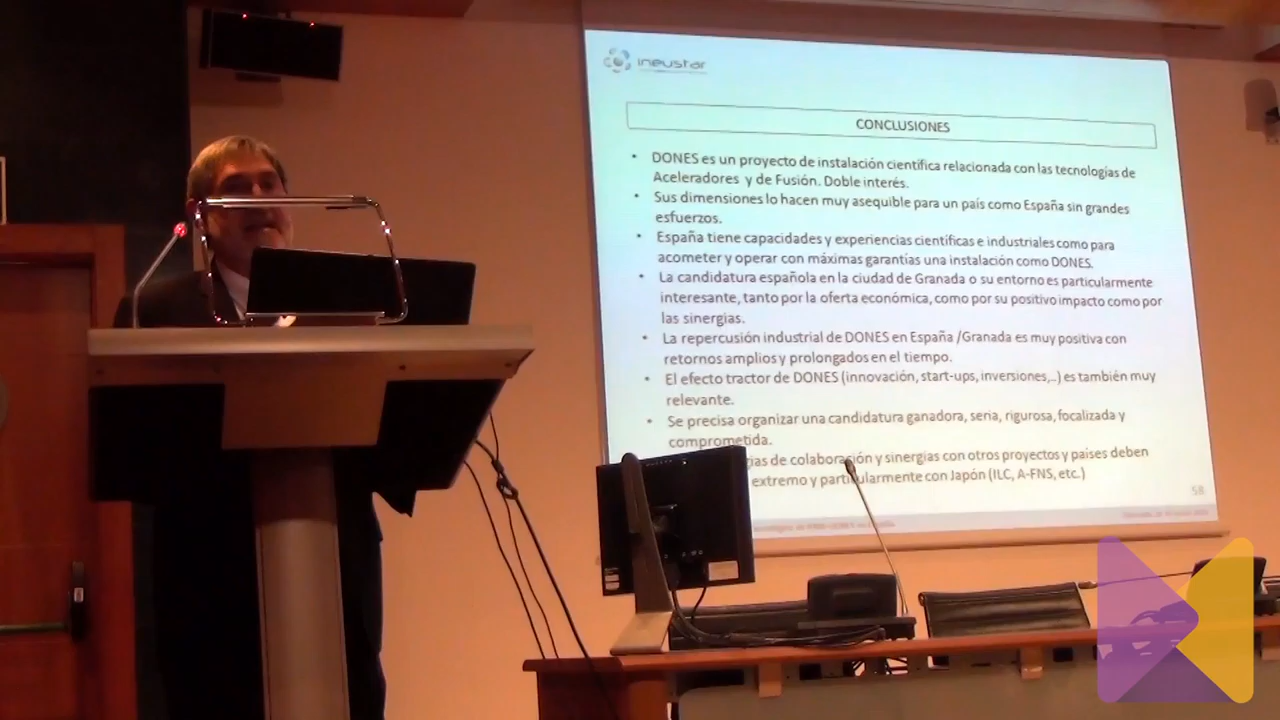 ineustar
CONCLUSIONES
• DONES es un proyecto de instalación científica relacionada con las tecnologías de
Aceleradores y de Fusión. Doble interés.
• Sus dimensiones lo hacen muy asequible para un país como España sin grandes
esfuerzos.
• España tiene capacidades y experiencias científicas e industriales como para
acometer y operar con máximas garantías una instalación como DONES.
• La candidatura española en la ciudad de Granada o su entorno es particularmente
interesante, tanto por la oferta económica, como por su positivo impacto como por
las sinergias.
• La repercusión industrial de DONES en España /Granada es muy positiva con
retornos amplios y prolongados en el tiempo.
• El efecto tractor de DONES (innovación, start-ups, inversiones,..) es también muy
relevante.
• Se precisa organizar una candidatura ganadora, seria, rigurosa, focalizada y
comprometida.
de colaboración y sinergias con otros proyectos y países deben
extremo y particularmente con Japón (ILC, A-FNS, etc.)
58